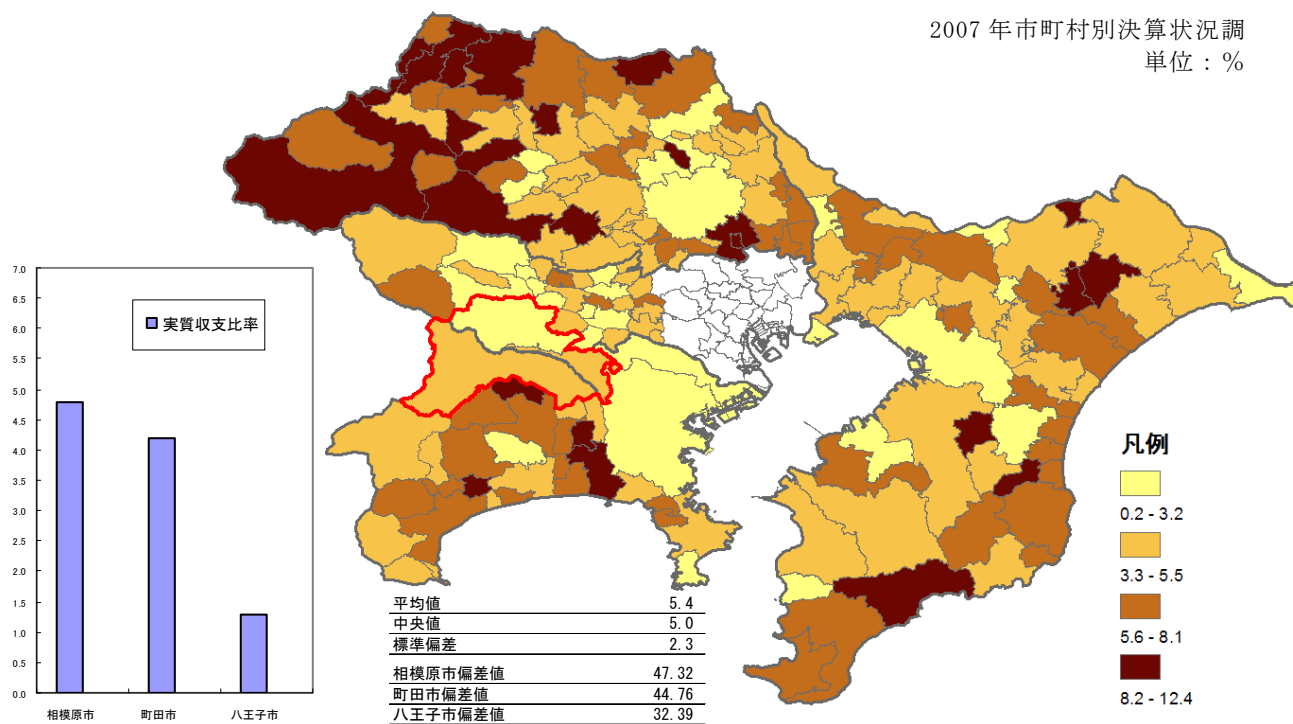 2007 年市町村別決算状況調
単位：%
7.0
6.5
6.0
5.5
5.0
4.5
4.0
3.5
3.0
2.5
2.0
1.5
1.0
0.5
0.0
実質収支比率
相模原市 町田市 八王子市
平均値 5.4
中央値 5.0
標準偏差 2.3
相模原市偏差値 47.32
町田市偏差値 44.76
八王子市偏差値 32.39
凡例
0.2 - 3.2
3.3 - 5.5
5.6 - 8.1
8.2 - 12.4